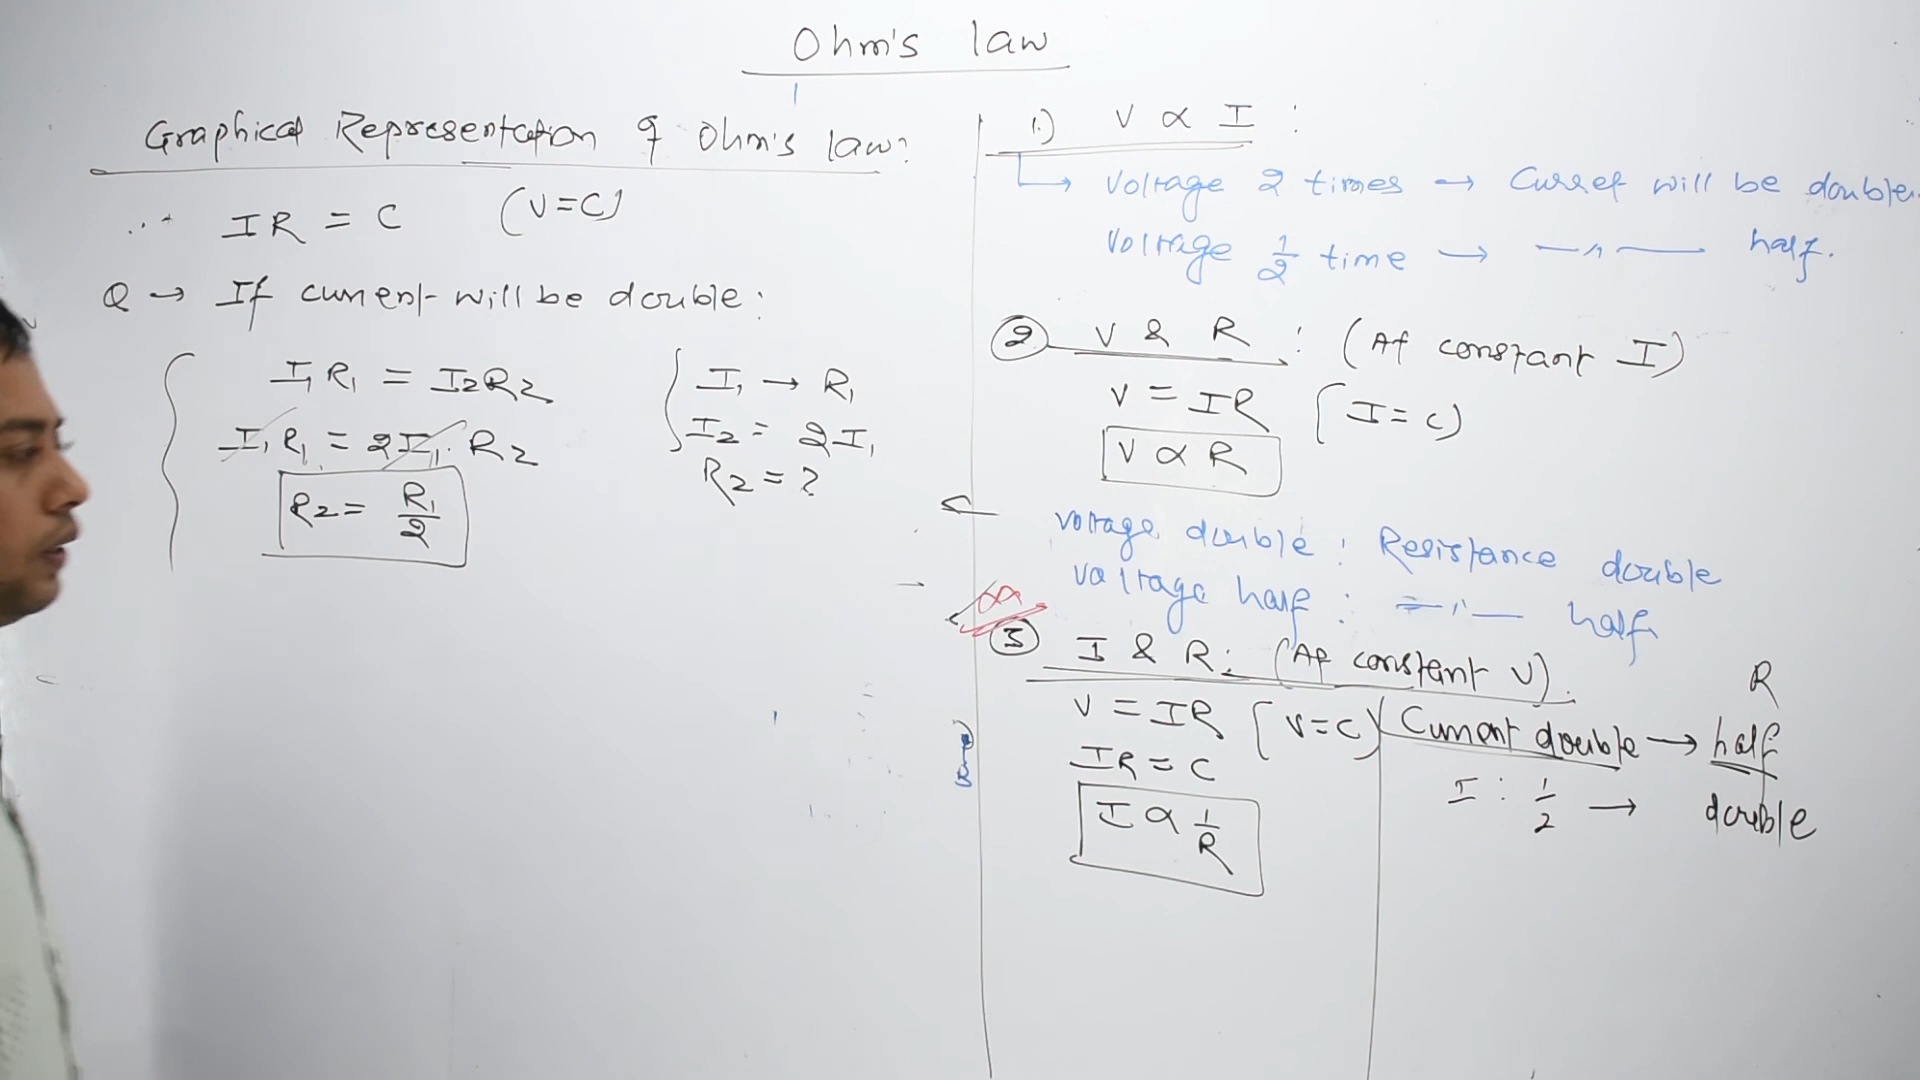 Ohm's law
Graphical Representation of Ohm's law:
∴ IR = C (V=C)
Q → If current will be double:
I₁R₁ = I₂R₂
I₁R₁ = 2I₁.R₂
R₂ = R₁/2
I₁ → R₁
I₂ = 2I₁
R₂ = ?
1.) V ∝ I :
Voltage 2 times → Current will be double.
Voltage 1/2 time → —〃— half.
2 V & R : (At constant I)
V = IR (I = C)
V ∝ R
voltage double : Resistance double
voltage half : —〃— half
3 I & R : (At constant V).
V = IR [V=C)
IR = C
I ∝ 1/R
R
Current double → half
I : 1/2 → double